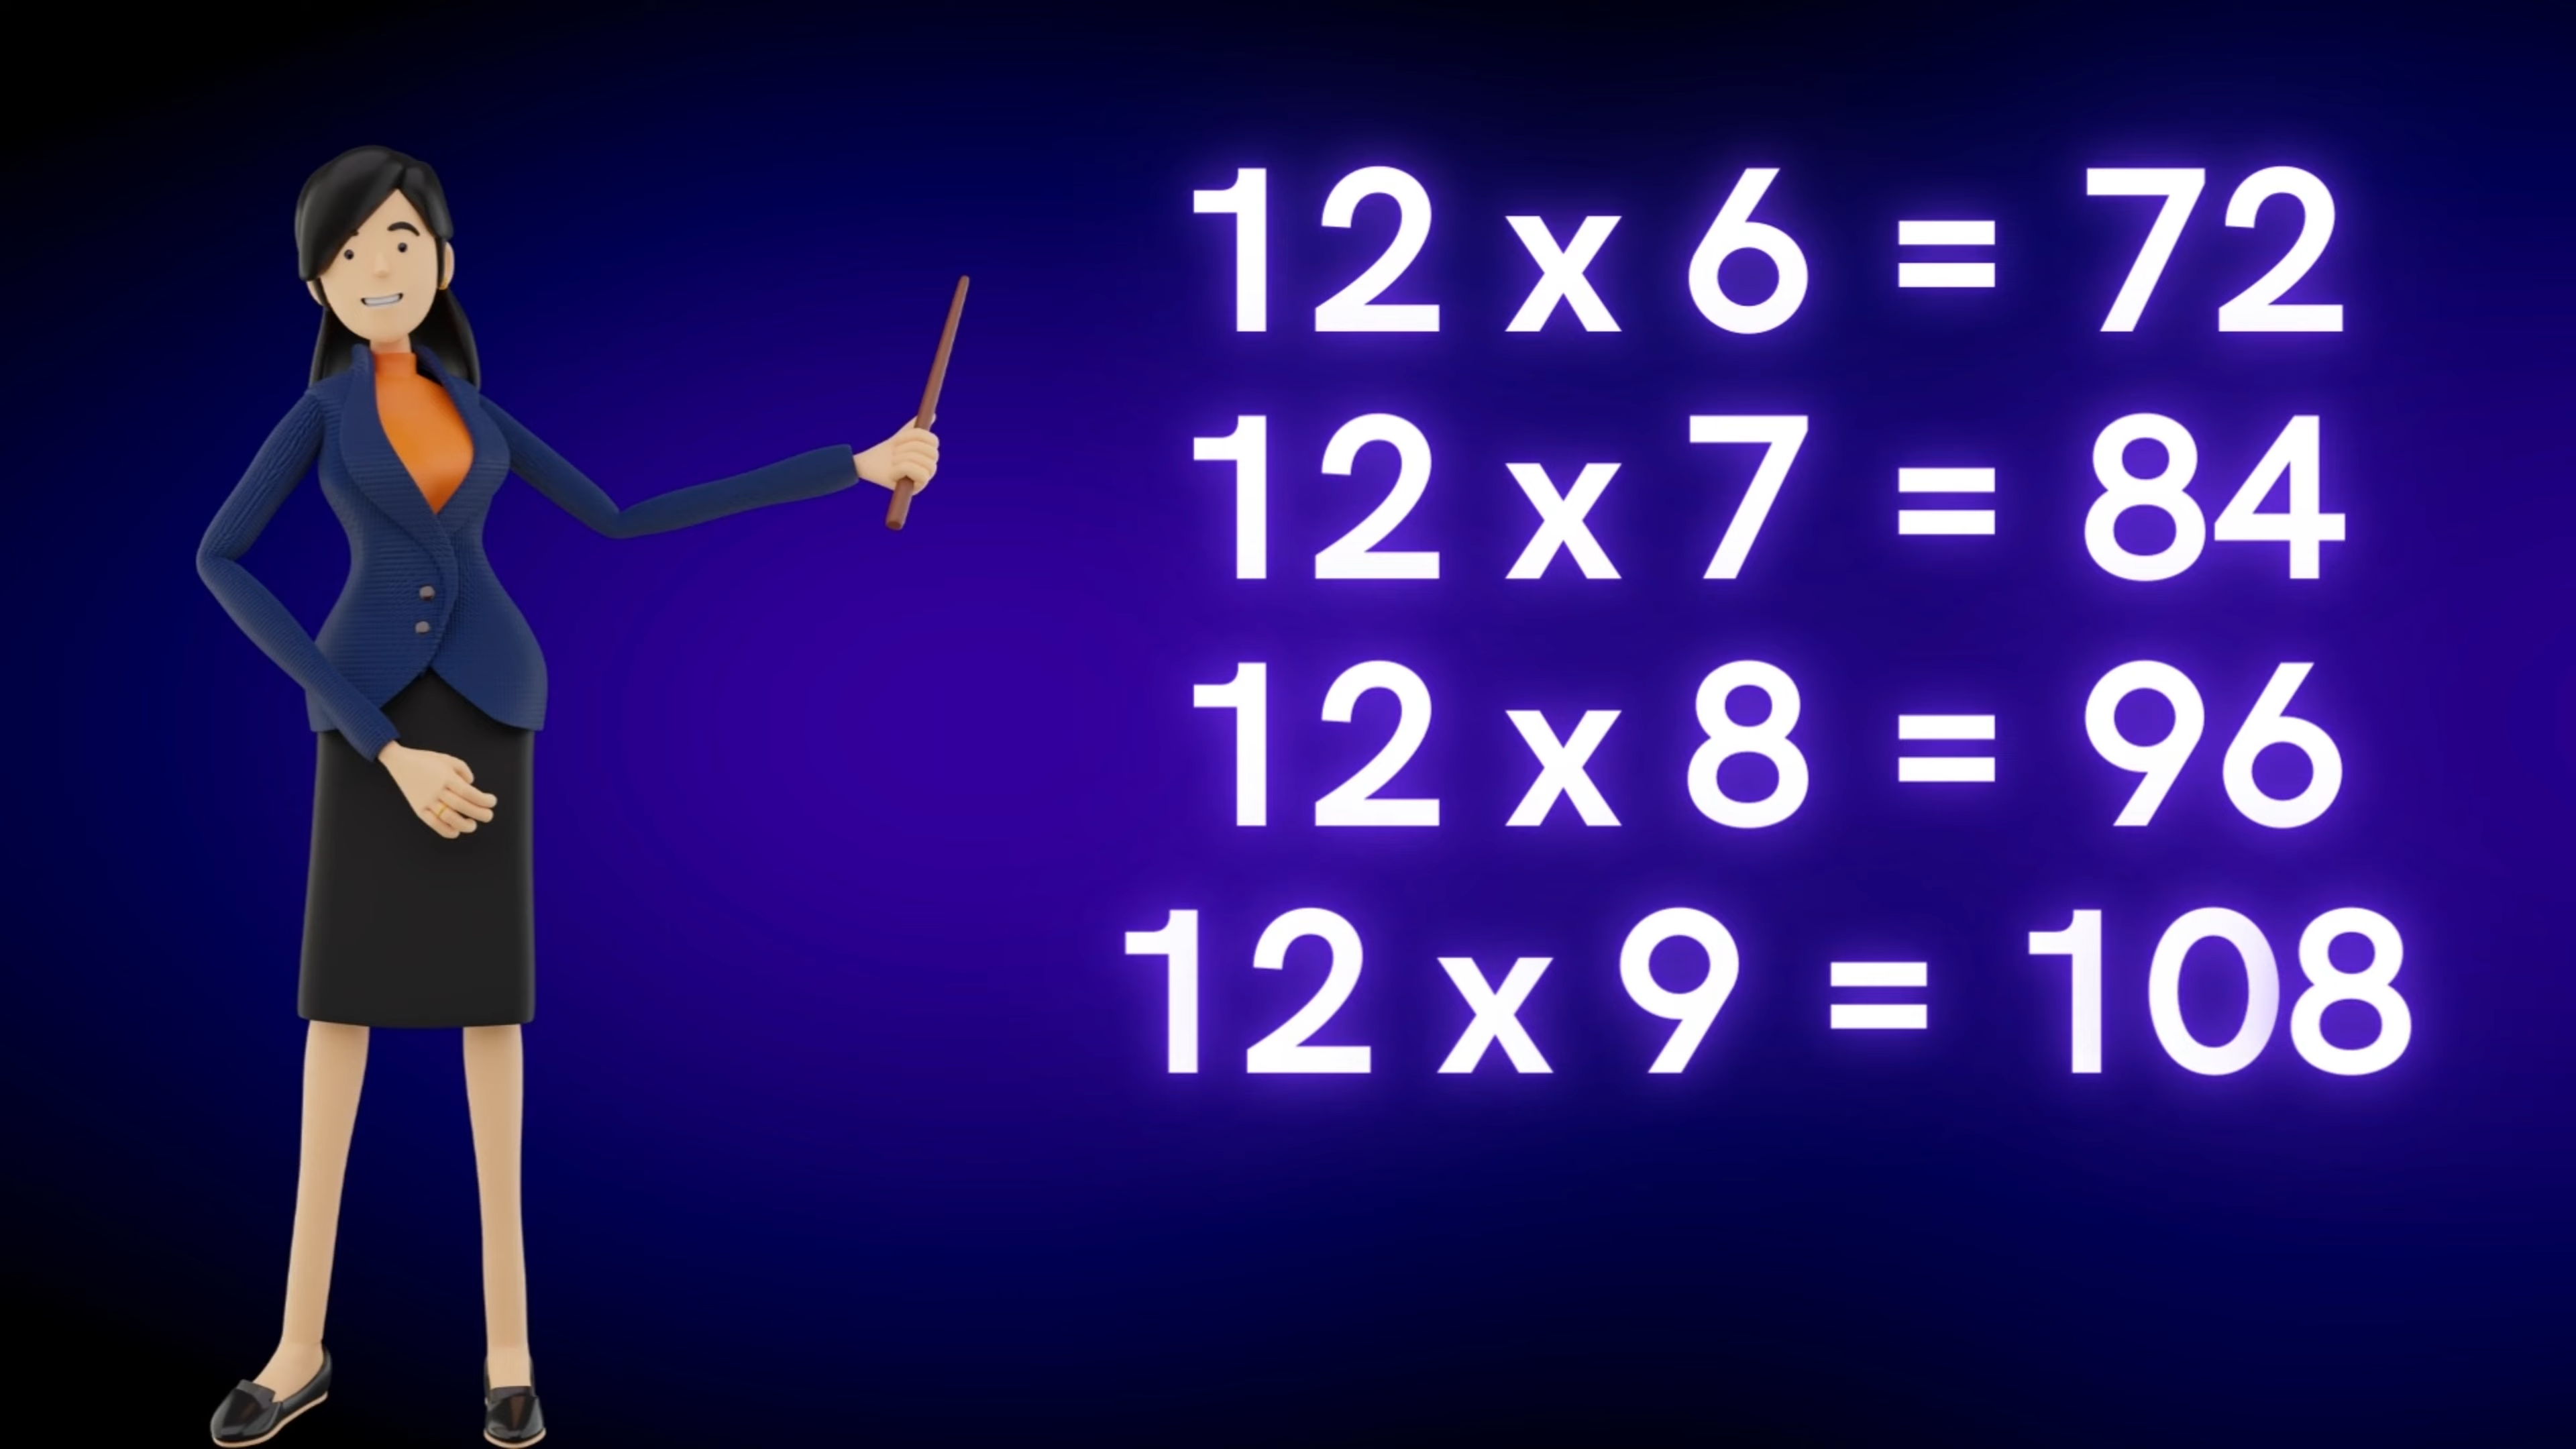 12 x 6 = 72
12 x 7 = 84
12 x 8 = 96
12 x 9 = 108